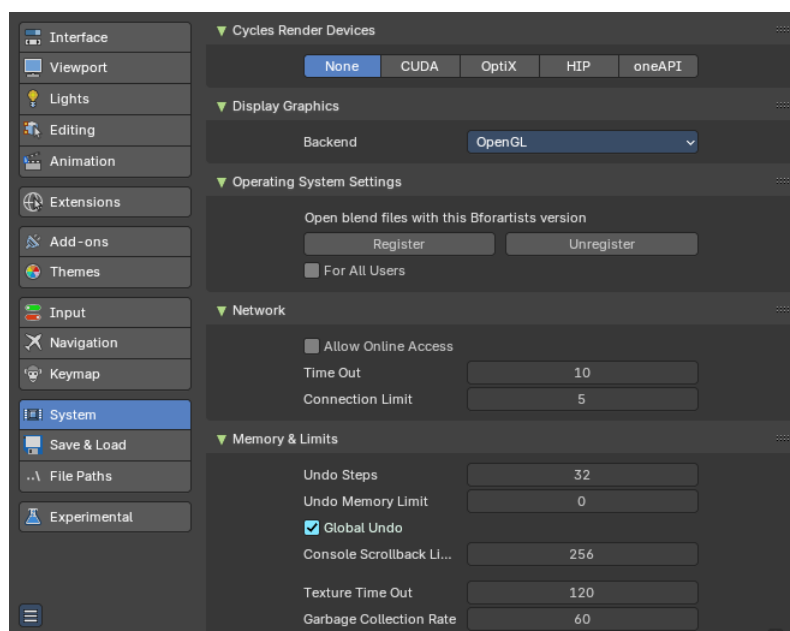 Interface
Viewport
Lights
Editing
Animation
Extensions
Add-ons
Themes
Input
Navigation
Keymap
System
Save & Load
..\ File Paths
Experimental
Cycles Render Devices
None CUDA OptiX HIP oneAPI
Display Graphics
Backend OpenGL
Operating System Settings
Open blend files with this Bforartists version
Register Unregister
For All Users
Network
Allow Online Access
Time Out 10
Connection Limit 5
Memory & Limits
Undo Steps 32
Undo Memory Limit 0
Global Undo
Console Scrollback Li... 256
Texture Time Out 120
Garbage Collection Rate 60